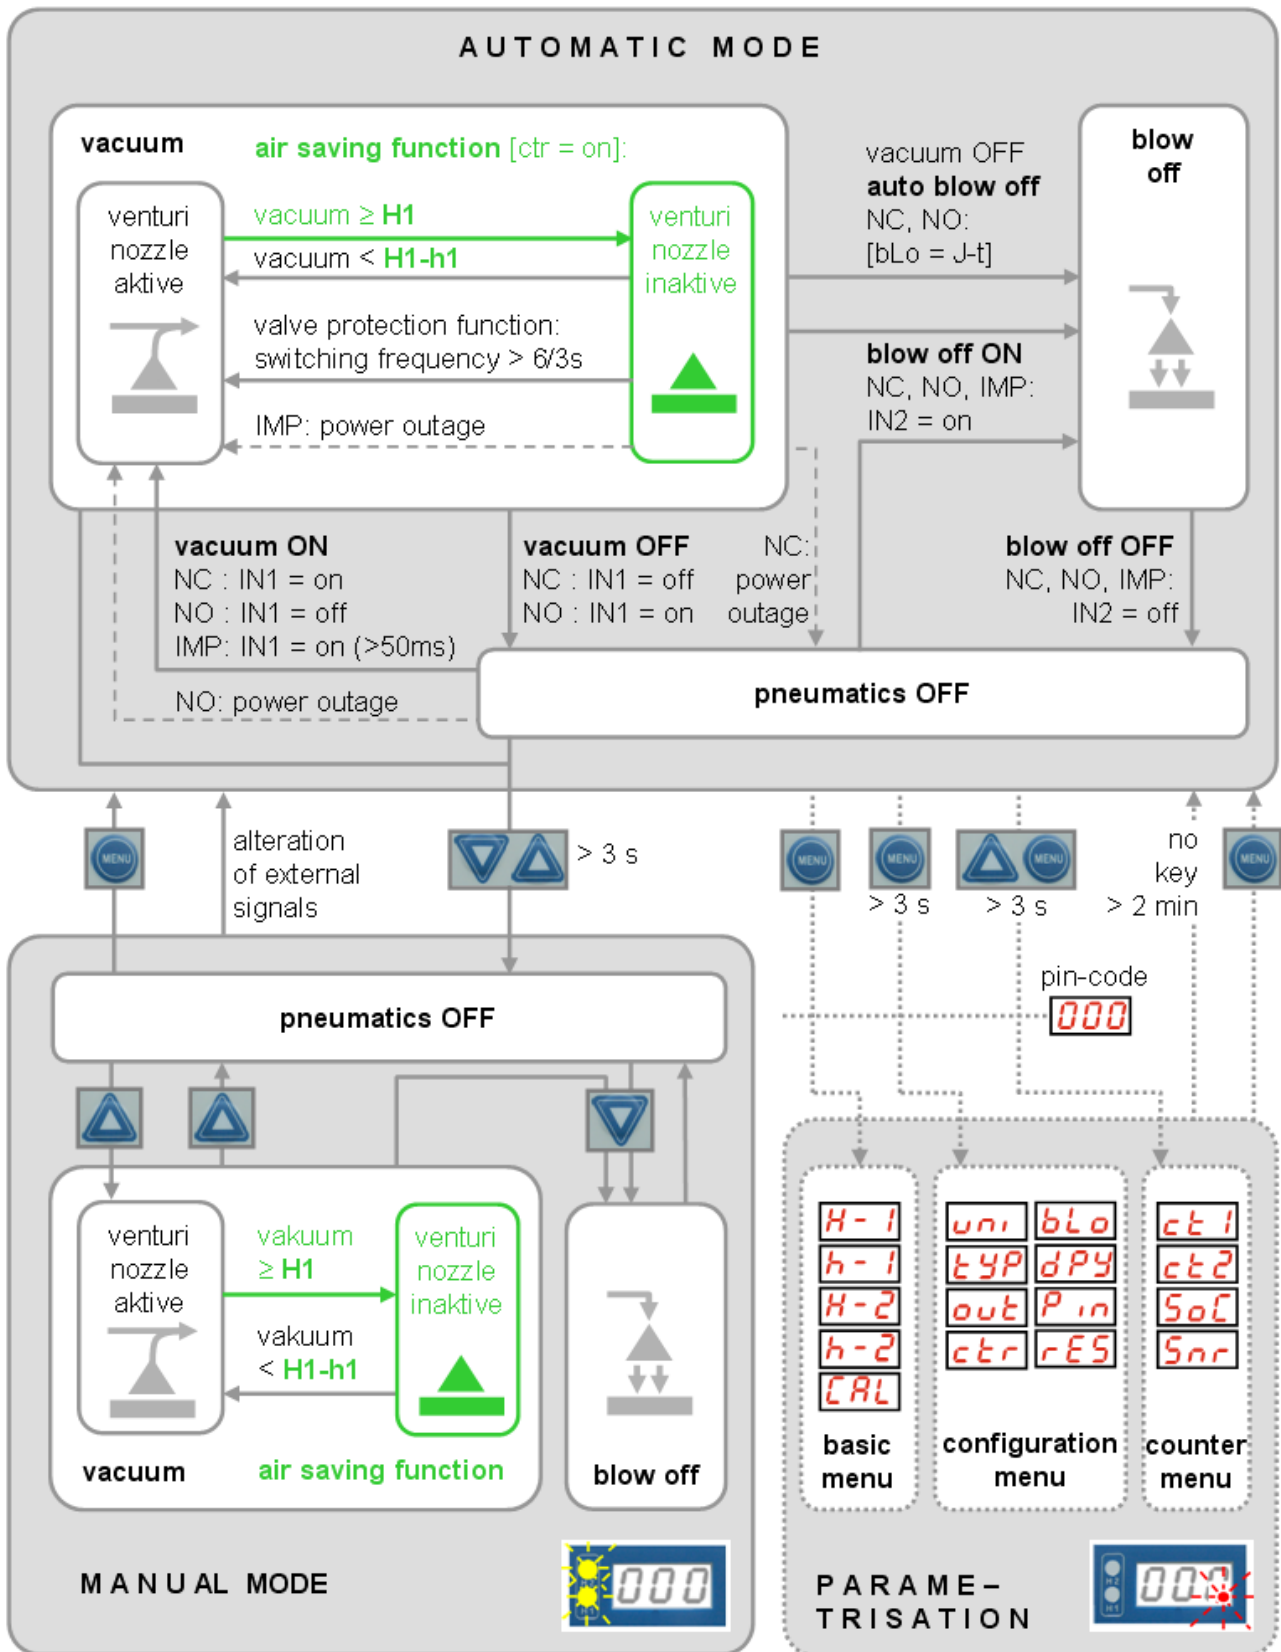 AUTOMATIC MODE
vacuum
air saving function [ctr = on]:
venturi
nozzle
aktive
vacuum ≥ H1
vacuum < H1-h1
valve protection function:
switching frequency > 6/3s
IMP: power outage
venturi
nozzle
inaktive
vacuum OFF
auto blow off
NC, NO:
[bLo = J-t]
blow off ON
NC, NO, IMP:
IN2 = on
blow
off
vacuum ON
NC : IN1 = on
NO : IN1 = off
IMP: IN1 = on (>50ms)
NO: power outage
vacuum OFF
NC : IN1 = off
NO : IN1 = on
NC:
power
outage
blow off OFF
NC, NO, IMP:
IN2 = off
pneumatics OFF
MENU
alteration
of external
signals
> 3 s
MENU
MENU
> 3 s
MENU
> 3 s
no
key
> 2 min
MENU
pin-code
000
pneumatics OFF
venturi
nozzle
aktive
vakuum
≥ H1
vakuum
< H1-h1
venturi
nozzle
inaktive
vacuum
air saving function
blow off
MANUAL MODE
H2
H1
000
H-1
h-1
H-2
h-2
CAL
basic
menu
uni bLo
tYP dPY
out Pin
ctr rES
configuration
menu
ct1
ct2
SoC
Snr
counter
menu
PARAME–
TRISATION
H2
H1
000